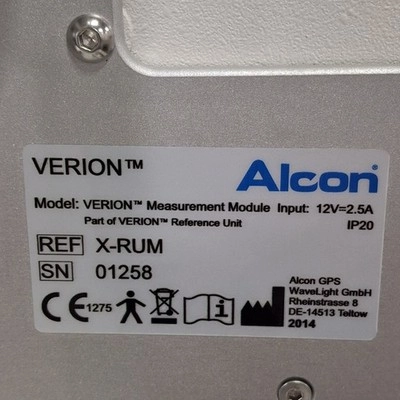 VERION™
Alcon
Model: VERION™ Measurement Module Input: 12V=2.5A
Part of VERION™ Reference Unit IP20
REF X-RUM
SN 01258
CE 1275
Alcon GPS
WaveLight GmbH
Rheinstrasse 8
DE-14513 Teltow
2014